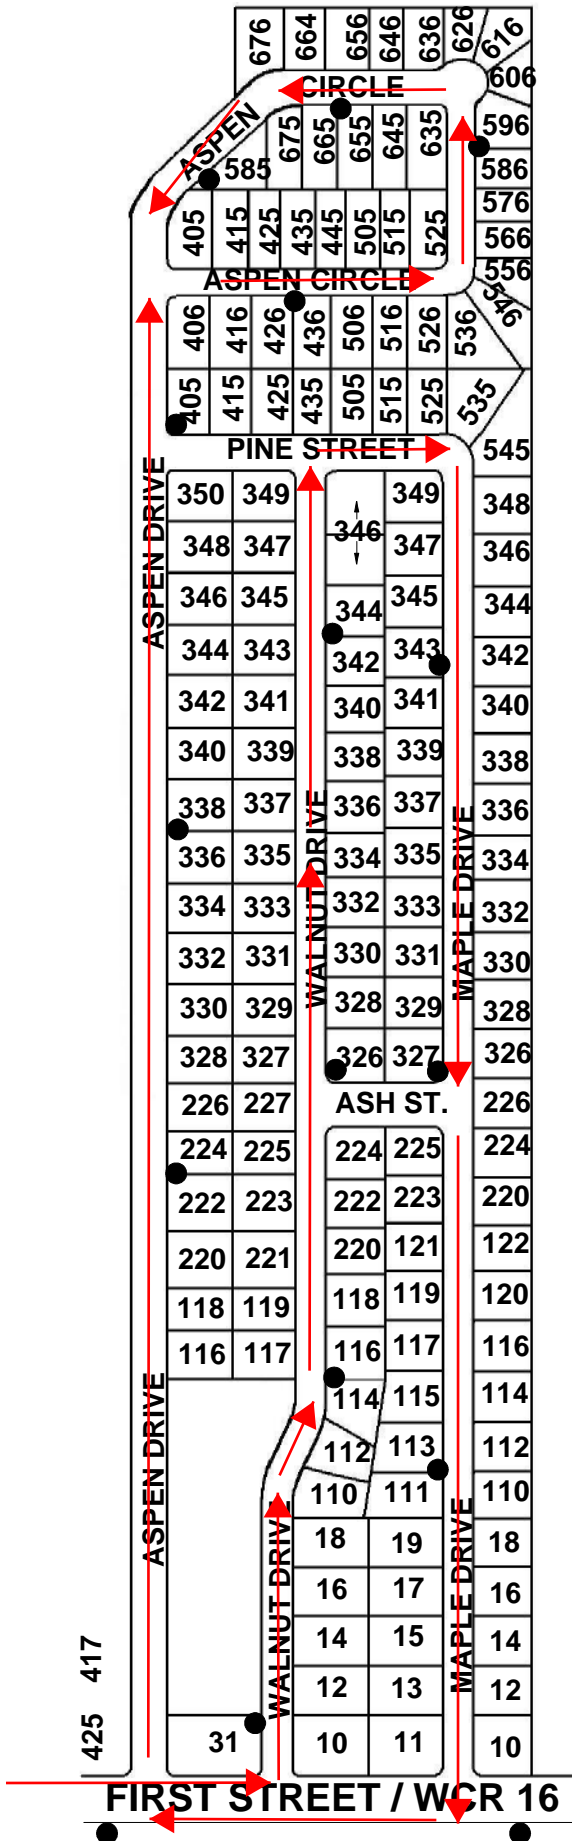 676 664 656 646 636 626 616
CIRCLE
606
ASPEN
675 665 655 645 635
596
585
586
576
405 415 425 435 445 505 515 525
566
ASPEN CIRCLE
556
546
406 416 426 436 506 516 526 536
405 415 425 435 505 515 525 535
PINE STREET
545
ASPEN DRIVE
350 349 349 348
346
348 347 347 346
346 345 344 345 344
344 343 342 343 342
342 341 340 341 340
340 339 338 339 338
338 337 336 337 336
WALNUT DRIVE
MAPLE DRIVE
336 335 334 335 334
334 333 332 333 332
332 331 330 331 330
330 329 328 329 328
328 327 326 327 326
226 227
ASH ST.
226
224 225 224 225 224
222 223 222 223 220
220 221 220 121 122
118 119 118 119 120
116 117 116 117 116
ASPEN DRIVE
114 115 114
112 113 112
110 111 110
WALNUT DRIVE
MAPLE DRIVE
18 19 18
16 17 16
14 15 14
417
12 13 12
425
31 10 11 10
FIRST STREET / WCR 16